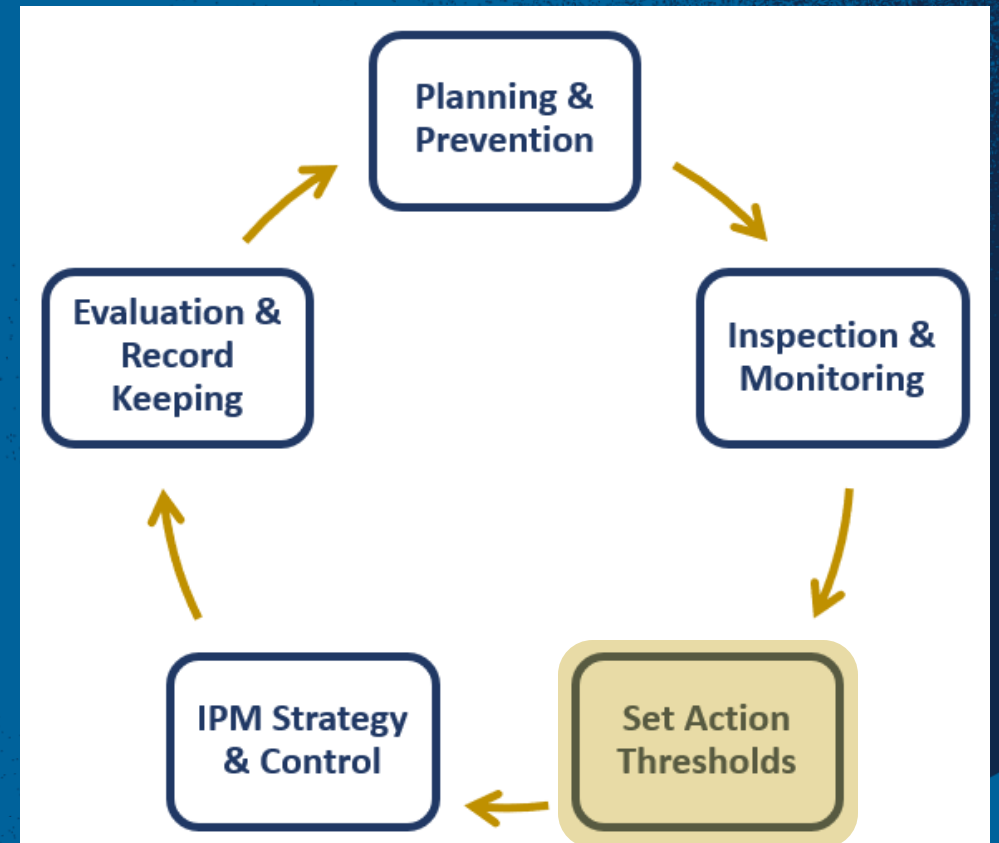 Planning &
Prevention
Inspection &
Monitoring
Set Action
Thresholds
IPM Strategy
& Control
Evaluation &
Record
Keeping